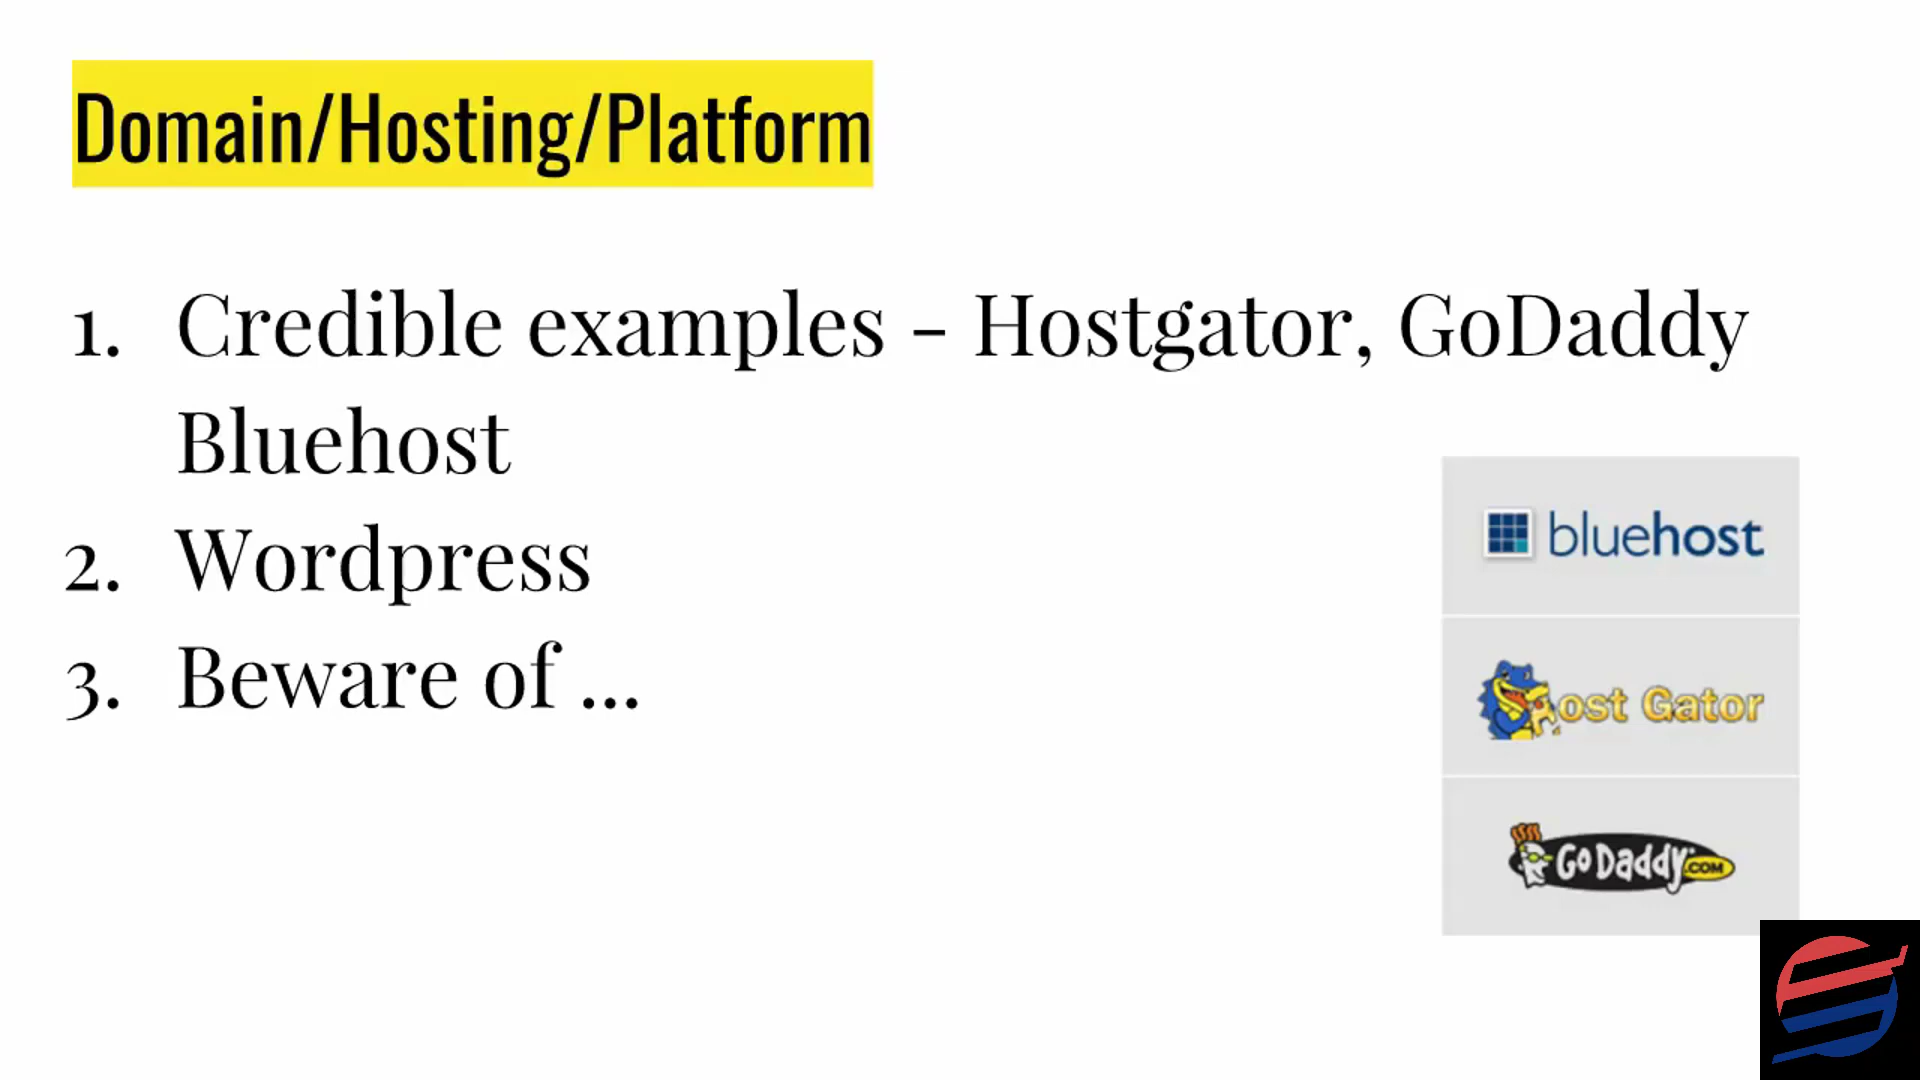 Domain/Hosting/Platform
1. Credible examples - Hostgator, GoDaddy
Bluehost
2. Wordpress
3. Beware of ...
bluehost
Host Gator
GoDaddy.COM